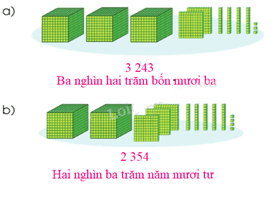 a)
3 243
Ba nghìn hai trăm bốn mươi ba
b)
2 354
Hai nghìn ba trăm năm mươi tư